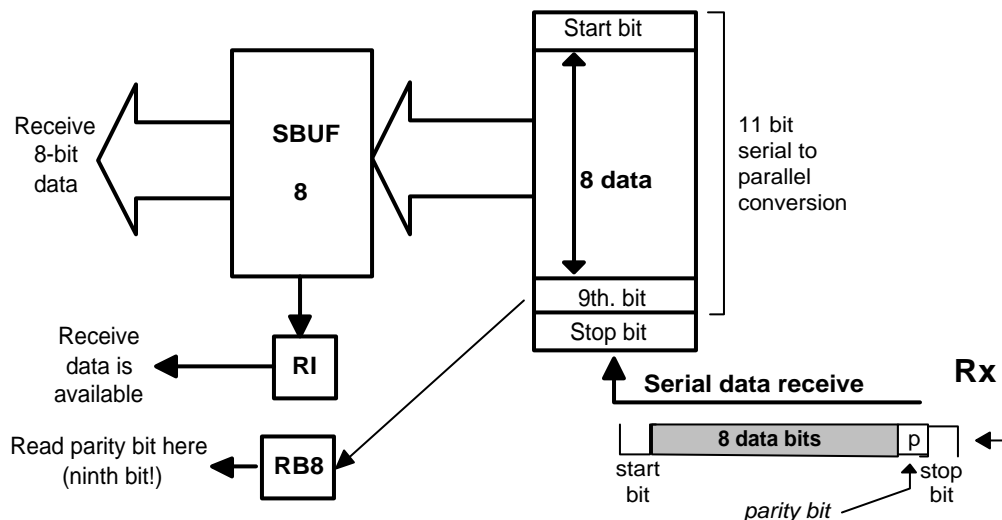 Start bit
Receive
8-bit
data
SBUF
8
8 data
11 bit
serial to
parallel
conversion
9th. bit
Stop bit
Receive
data is
available
RI
Serial data receive
Rx
Read parity bit here
(ninth bit!)
RB8
8 data bits
p
start
bit
stop
bit
parity bit